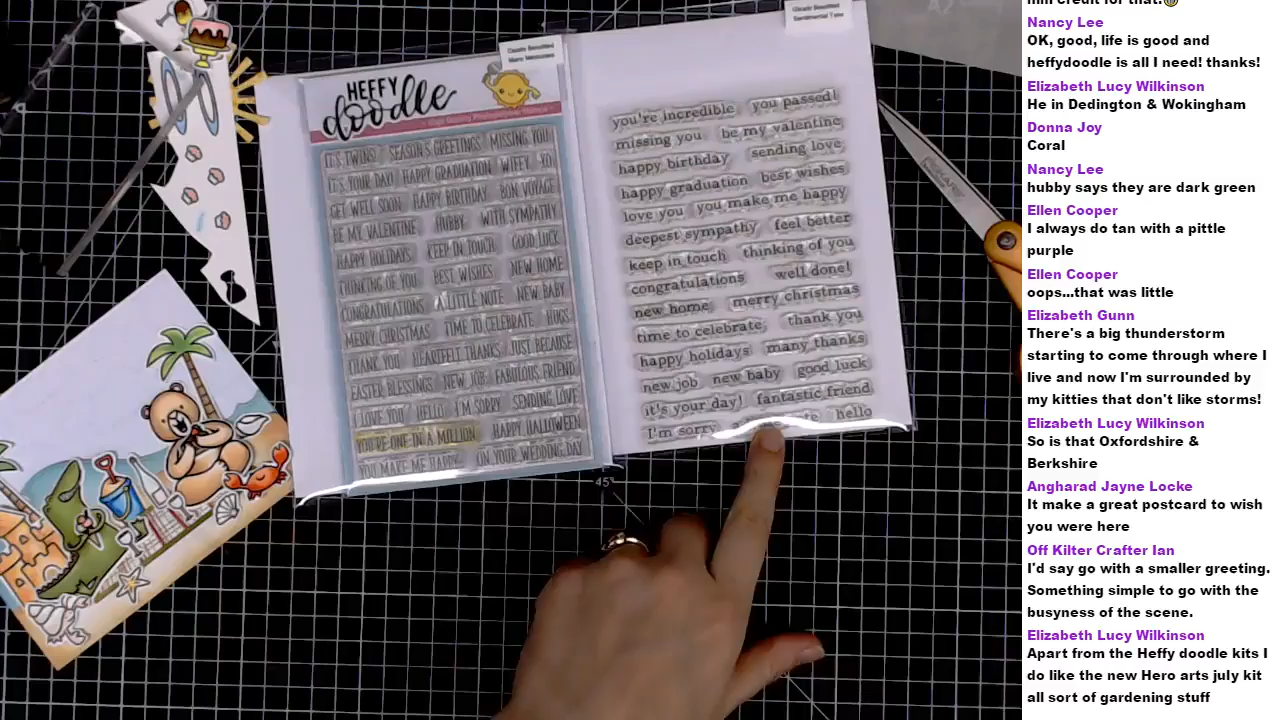 HEFFY
doodle
IT'S TWINS! SEASON'S GREETINGS MISSING YOU
IT'S YOUR DAY! HAPPY GRADUATION WIFEY XO
GET WELL SOON HAPPY BIRTHDAY BON VOYAGE
BE MY VALENTINE HUBBY WITH SYMPATHY
HAPPY HOLIDAYS KEEP IN TOUCH GOOD LUCK
THINKING OF YOU BEST WISHES NEW HOME
CONGRATULATIONS A LITTLE NOTE NEW BABY
MERRY CHRISTMAS TIME TO CELEBRATE HUGS
THANK YOU HEARTFELT THANKS JUST BECAUSE
EASTER BLESSINGS NEW JOB FABULOUS FRIEND
I LOVE YOU HELLO I'M SORRY SENDING LOVE
YOU'RE ONE IN A MILLION HAPPY HALLOWEEN
YOU MAKE ME HAPPY ON YOUR WEDDING DAY
you're incredible you passed!
missing you be my valentine
happy birthday sending love
happy graduation best wishes
love you you make me happy
deepest sympathy feel better
keep in touch thinking of you
congratulations well done!
new home merry christmas
time to celebrate thank you
happy holidays many thanks
new job new baby good luck
it's your day! fantastic friend
I'm sorry hello
45°
Nancy Lee
OK, good, life is good and
heffydoodle is all I need! thanks!
Elizabeth Lucy Wilkinson
He in Dedington & Wokingham
Donna Joy
Coral
Nancy Lee
hubby says they are dark green
Ellen Cooper
I always do tan with a pittle
purple
Ellen Cooper
oops...that was little
Elizabeth Gunn
There's a big thunderstorm
starting to come through where I
live and now I'm surrounded by
my kitties that don't like storms!
Elizabeth Lucy Wilkinson
So is that Oxfordshire &
Berkshire
Angharad Jayne Locke
It make a great postcard to wish
you were here
Off Kilter Crafter Ian
I'd say go with a smaller greeting.
Something simple to go with the
busyness of the scene.
Elizabeth Lucy Wilkinson
Apart from the Heffy doodle kits I
do like the new Hero arts july kit
all sort of gardening stuff